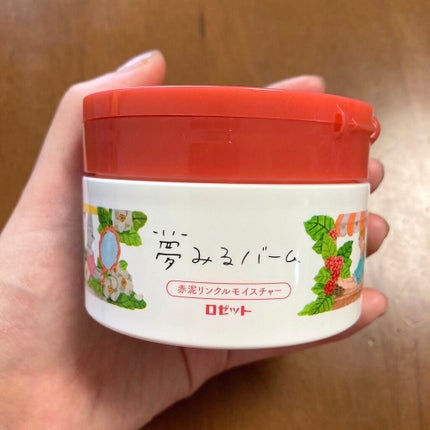 夢みるバーム
赤泥リンクルモイスチャー
ロゼット